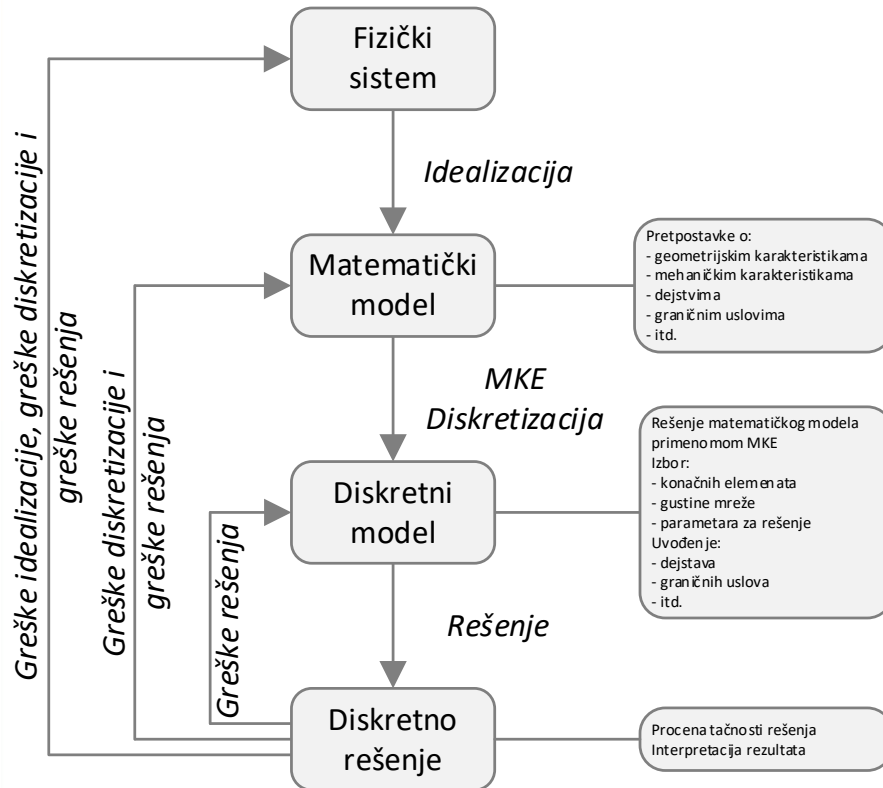 Fizički
sistem
Idealizacija
Matematički
model
Pretpostavke o:
- geometrijskim karakteristikama
- mehaničkim karakteristikama
- dejstvima
- graničnim uslovima
- itd.
MKE
Diskretizacija
Diskretni
model
Rešenje matematičkog modela
primenomom MKE
Izbor:
- konačnih elemenata
- gustine mreže
- parametara za rešenje
Uvođenje:
- dejstava
- graničnih uslova
- itd.
Rešenje
Diskretno
rešenje
Procena tačnosti rešenja
Interpretacija rezultata
Greške idealizacije, greške diskretizacije i
greške rešenja
Greške diskretizacije i
greške rešenja
Greške rešenja